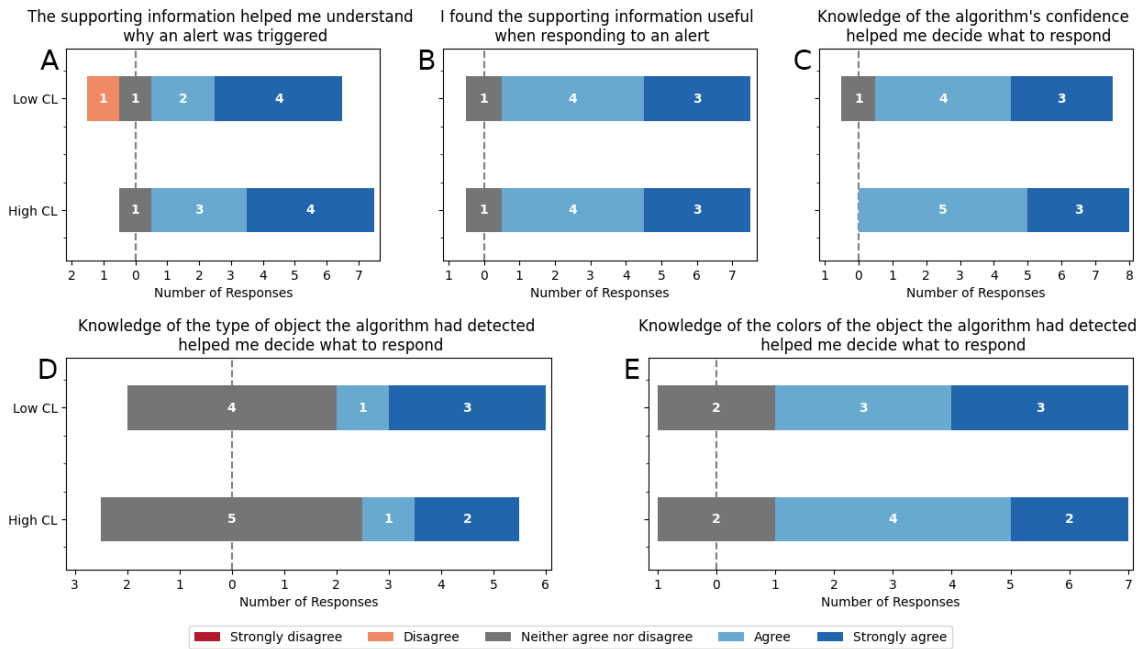 The supporting information helped me understand
why an alert was triggered
I found the supporting information useful
when responding to an alert
Knowledge of the algorithm's confidence
helped me decide what to respond
A
Low CL
1 1 2 4
High CL
1 3 4
2 1 0 1 2 3 4 5 6 7
Number of Responses
B
1 4 3
1 4 3
1 0 1 2 3 4 5 6 7
Number of Responses
C
1 4 3
5 3
1 0 1 2 3 4 5 6 7 8
Number of Responses
Knowledge of the type of object the algorithm had detected
helped me decide what to respond
Knowledge of the colors of the object the algorithm had detected
helped me decide what to respond
D
Low CL
4 1 3
High CL
5 1 2
3 2 1 0 1 2 3 4 5 6
Number of Responses
E
2 3 3
2 4 2
1 0 1 2 3 4 5 6 7
Number of Responses
Strongly disagree Disagree Neither agree nor disagree Agree Strongly agree